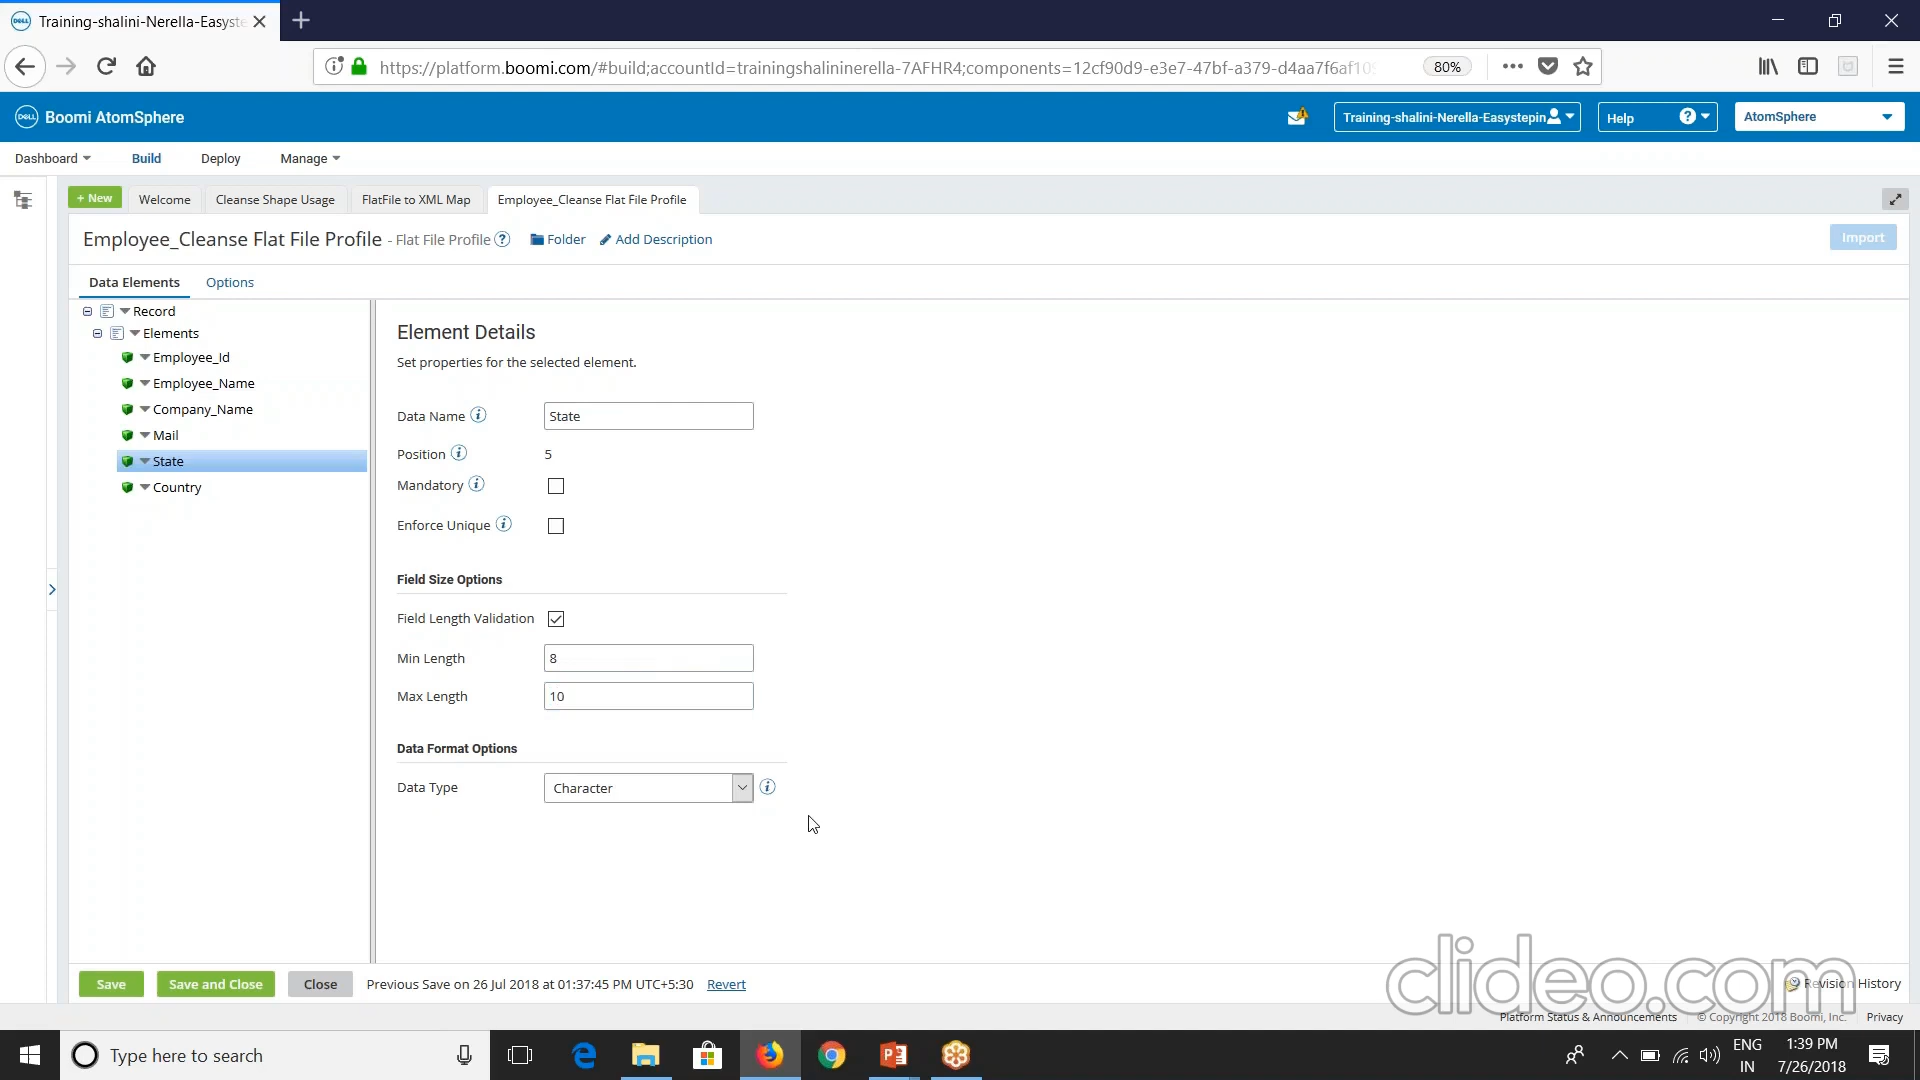 Training-shalini-Nerella-Easyste
https://platform.boomi.com/#build;accountId=trainingshalininerella-7AFHR4;components=12cf90d9-e3e7-47bf-a379-d4aa7f6af10
80%
DELL Boomi AtomSphere
Training-shalini-Nerella-Easystepin
Help
AtomSphere
Dashboard
Build
Deploy
Manage
+ New
Welcome
Cleanse Shape Usage
FlatFile to XML Map
Employee_Cleanse Flat File Profile
Employee_Cleanse Flat File Profile - Flat File Profile
Folder
Add Description
Import
Data Elements
Options
Record
Elements
Employee_Id
Employee_Name
Company_Name
Mail
State
Country
Element Details
Set properties for the selected element.
Data Name
State
Position
5
Mandatory
Enforce Unique
Field Size Options
Field Length Validation
Min Length
8
Max Length
10
Data Format Options
Data Type
Character
Save
Save and Close
Close
Previous Save on 26 Jul 2018 at 01:37:45 PM UTC+5:30
Revert
Revision History
clideo.com
Platform Status & Announcements
© Copyright 2018 Boomi, Inc.
Privacy
Type here to search
ENG
IN
1:39 PM
7/26/2018